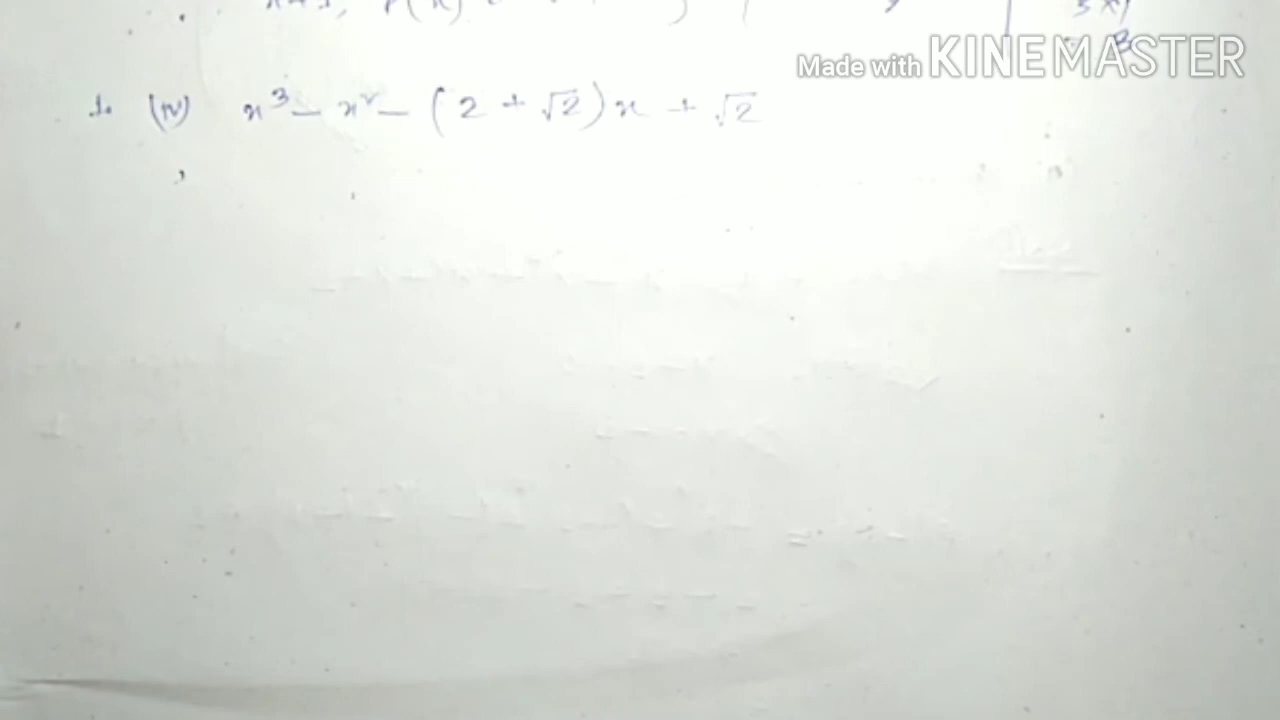 Made with KINEMASTER
1. (iv) x³ – x² – (2 + √2)x + √2